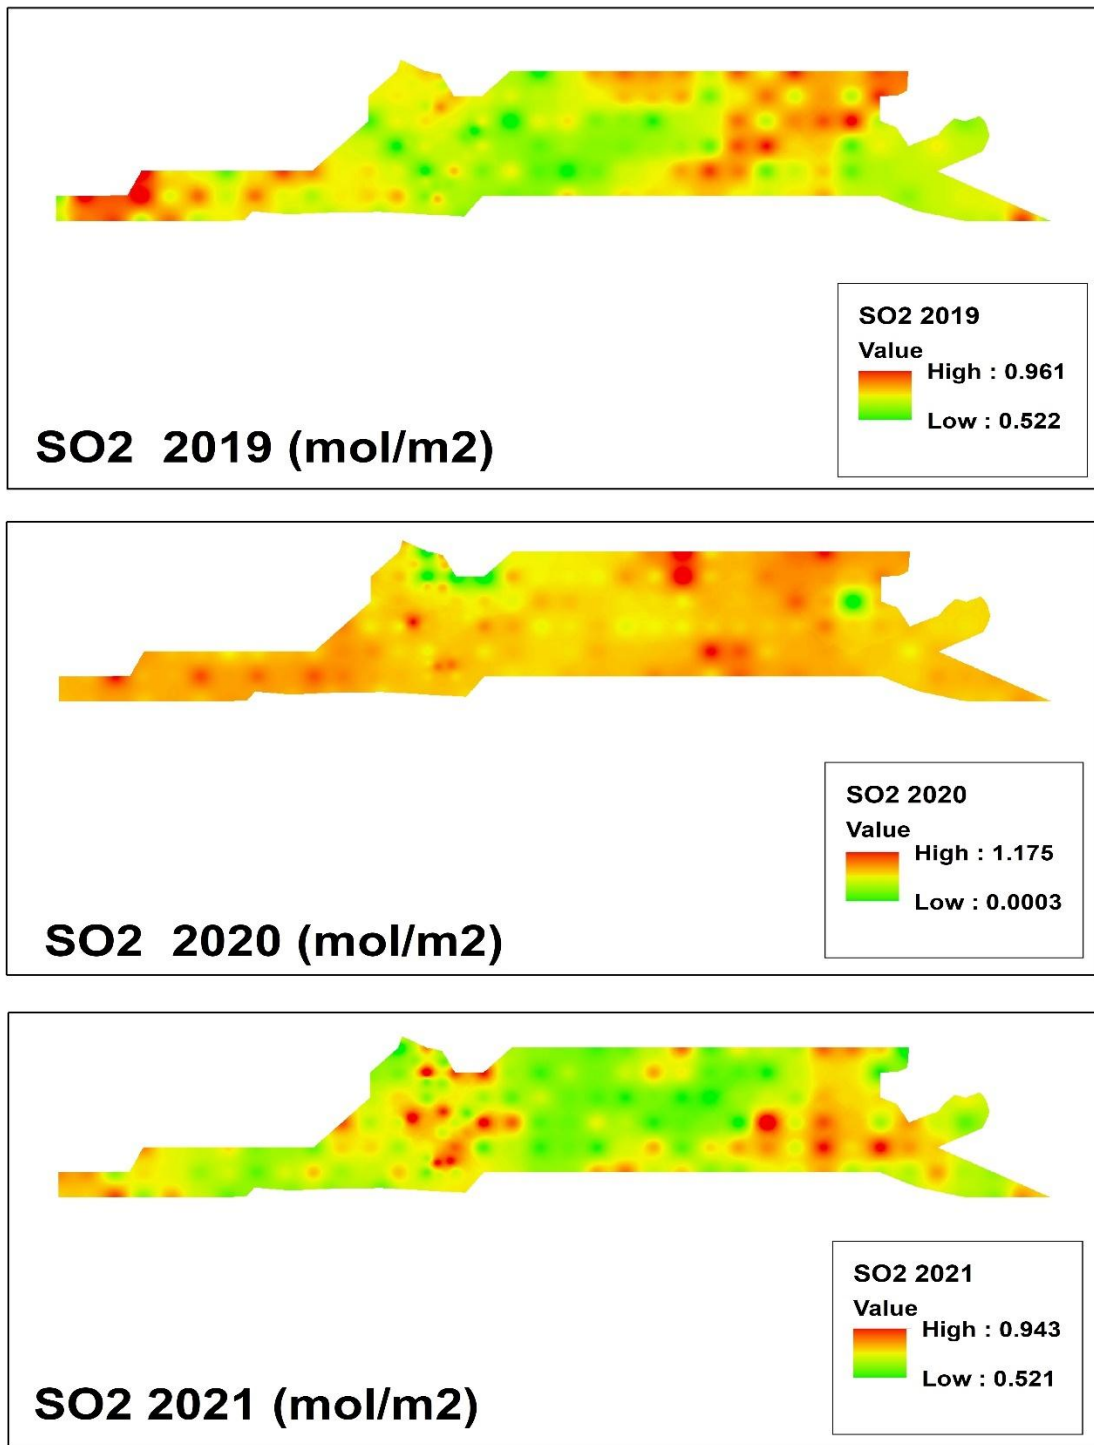 SO2 2019
Value
High : 0.961
Low : 0.522
SO2 2019 (mol/m2)
SO2 2020
Value
High : 1.175
Low : 0.0003
SO2 2020 (mol/m2)
SO2 2021
Value
High : 0.943
Low : 0.521
SO2 2021 (mol/m2)